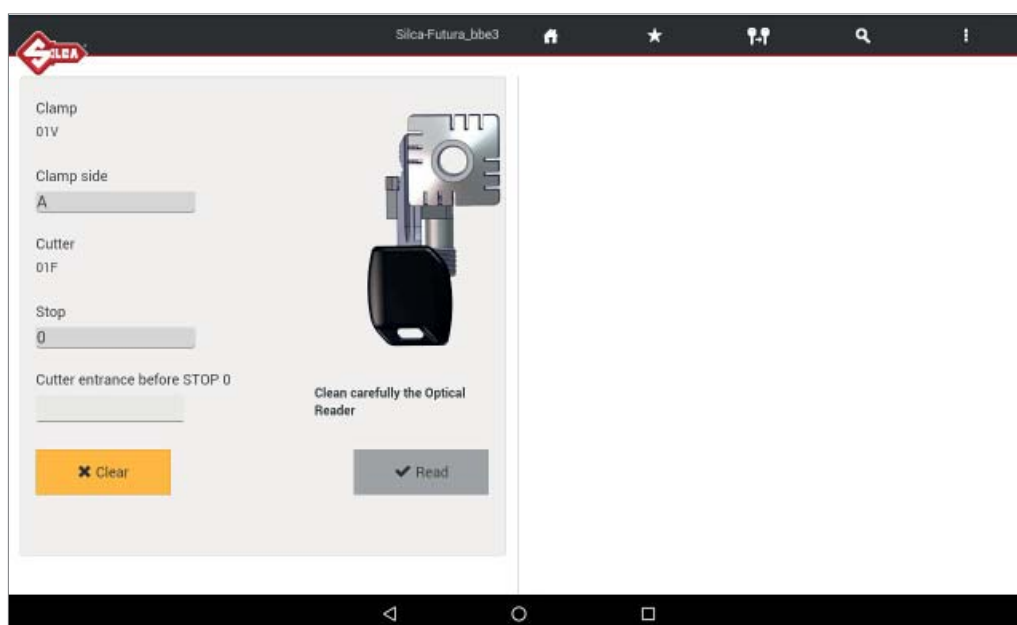 SILCA
Silca-Futura_bbe3
Clamp
01V
Clamp side
A
Cutter
01F
Stop
0
Cutter entrance before STOP 0
Clean carefully the Optical
Reader
Clear
Read